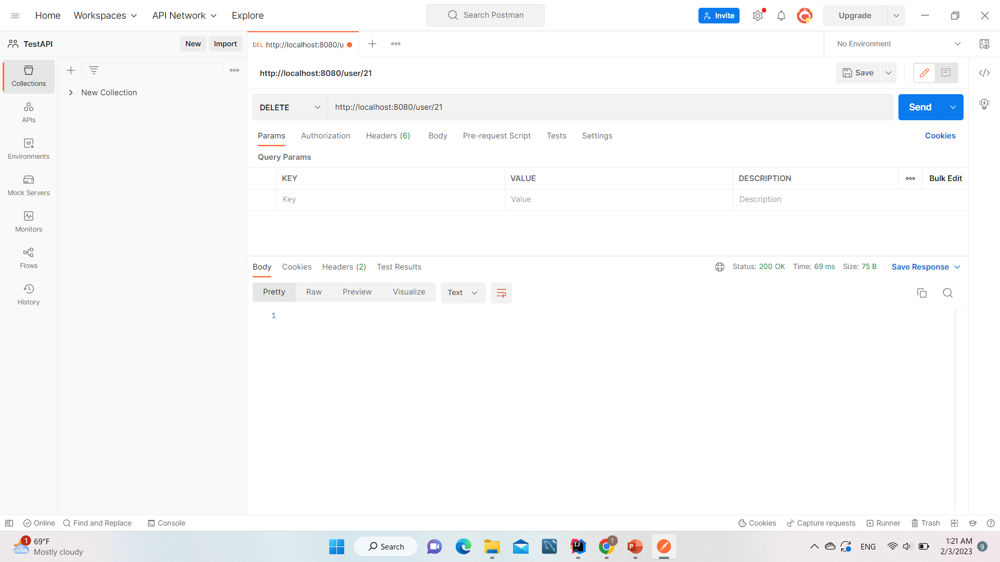 Home Workspaces API Network Explore Search Postman Invite Upgrade
TestAPI New Import DEL http://localhost:8080/u No Environment
http://localhost:8080/user/21 Save
Collections
New Collection
APIs
Environments
Mock Servers
Monitors
Flows
History
DELETE http://localhost:8080/user/21 Send
Params Authorization Headers (6) Body Pre-request Script Tests Settings Cookies
Query Params
KEY VALUE DESCRIPTION Bulk Edit
Key Value Description
Body Cookies Headers (2) Test Results Status: 200 OK Time: 69 ms Size: 75 B Save Response
Pretty Raw Preview Visualize Text
1
Online Find and Replace Console Cookies Capture requests Runner Trash
1 69°F
Mostly cloudy
Search
IJ
T
P
ENG
1:21 AM
2/3/2023
9